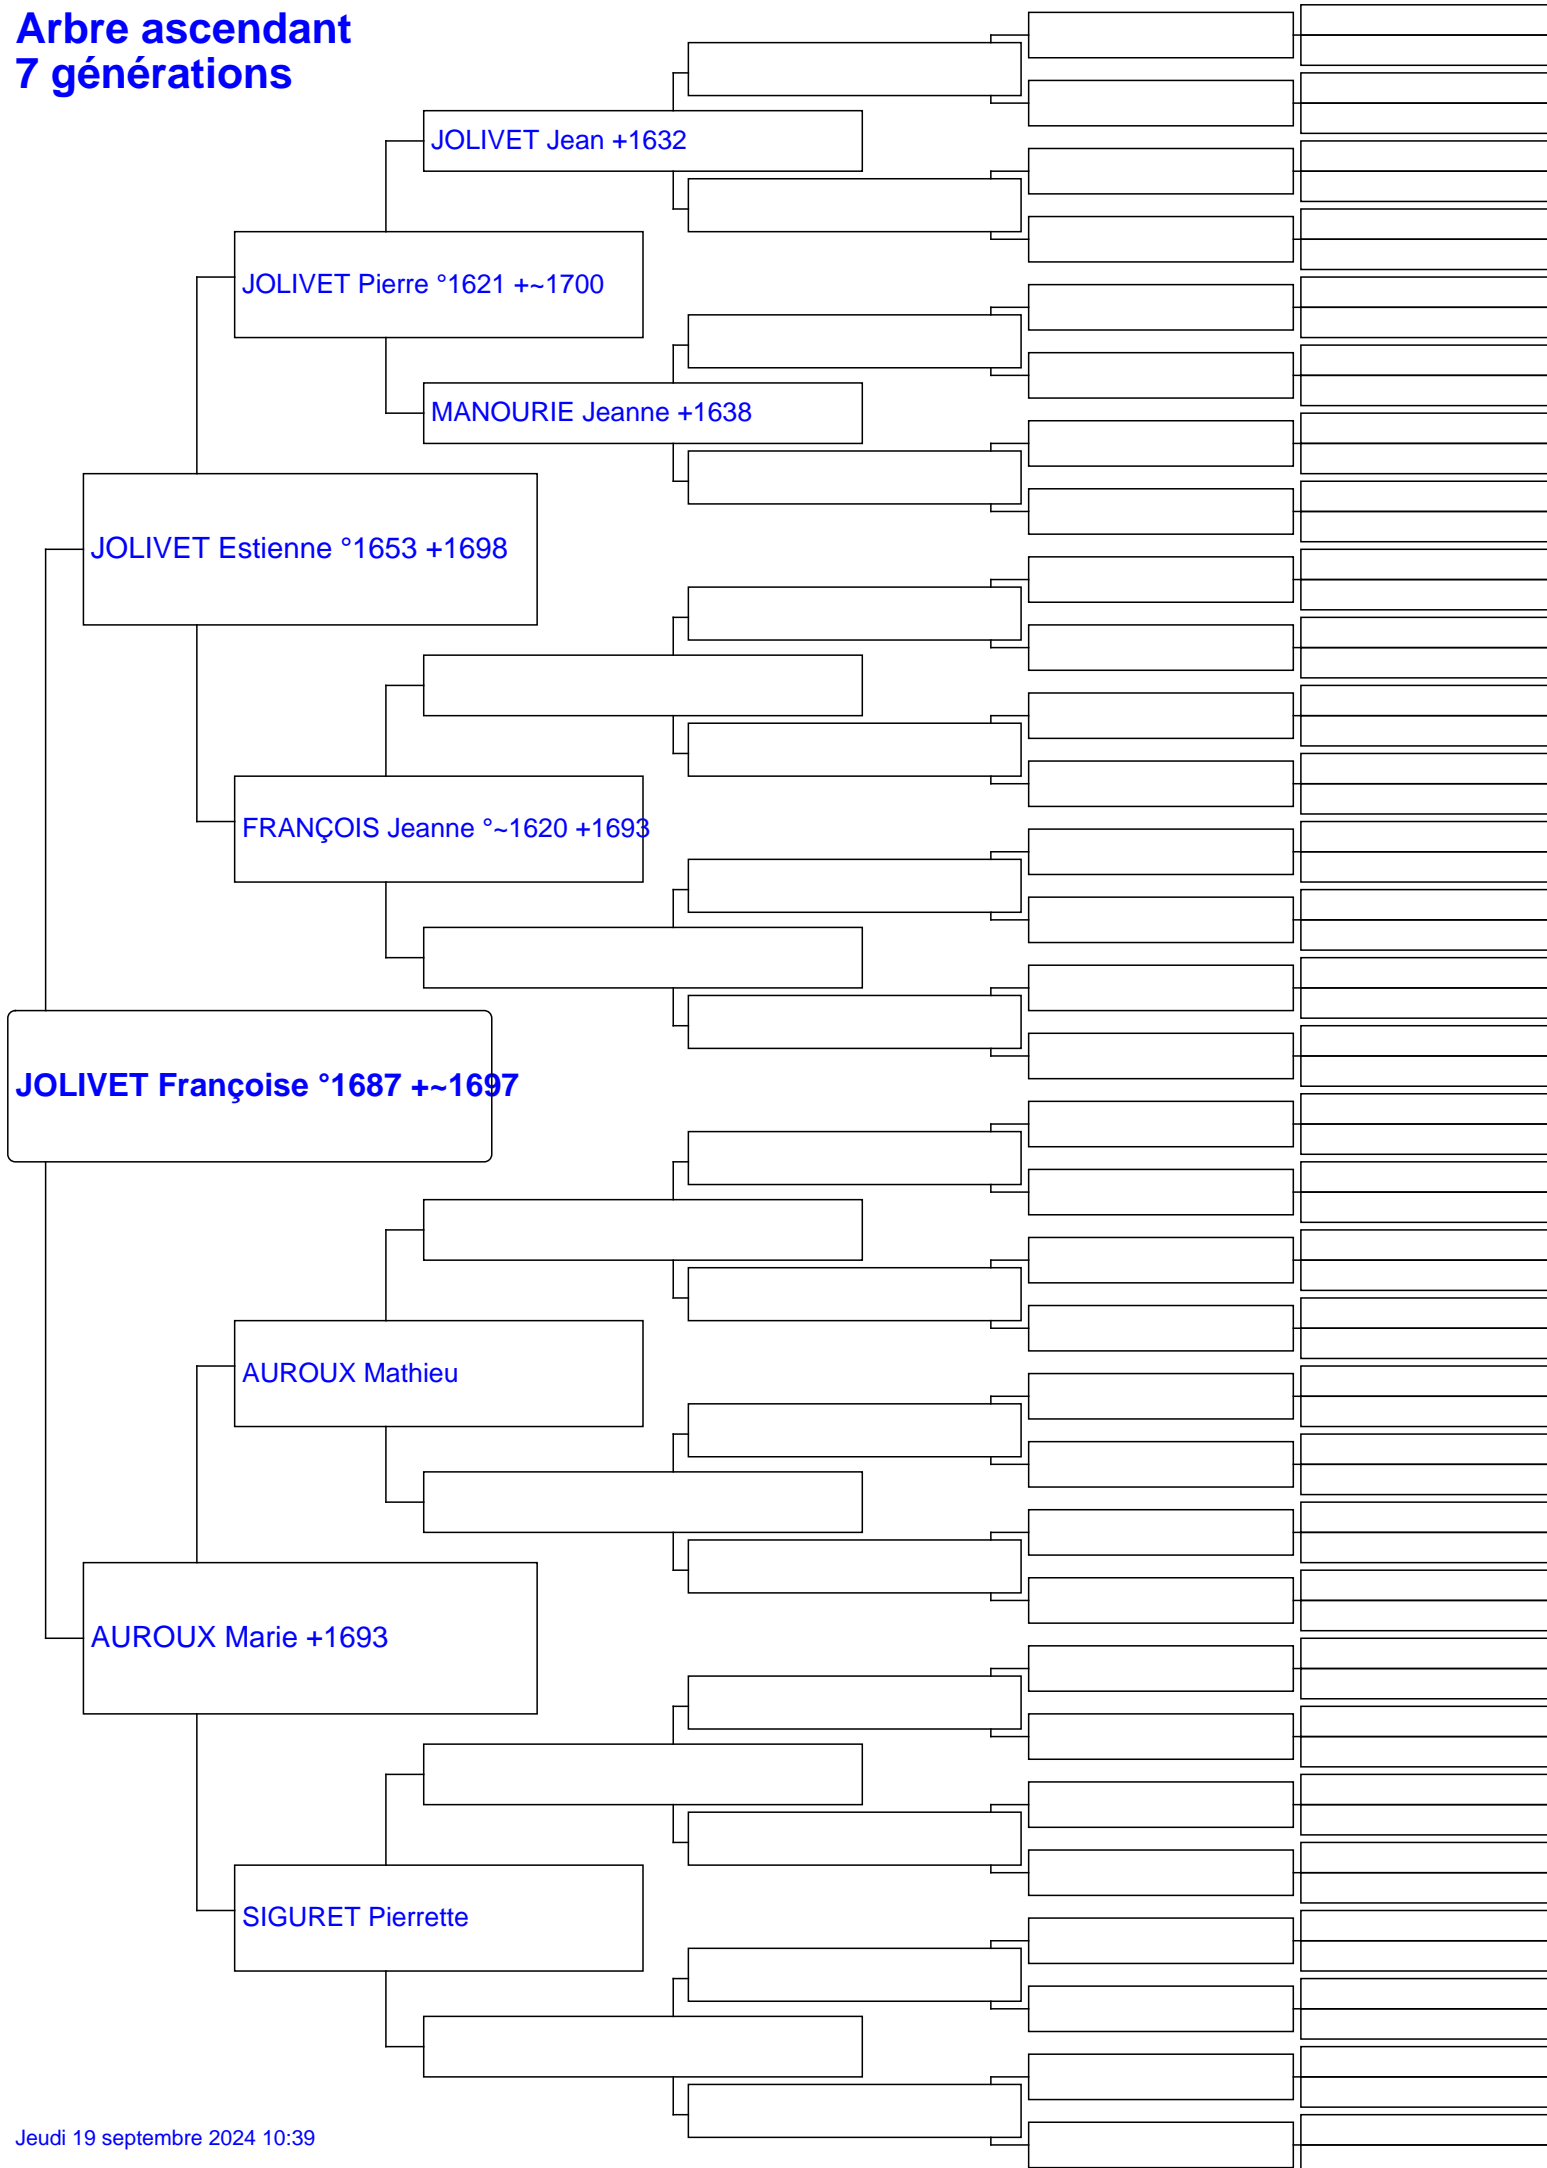 Arbre ascendant
7 générations
JOLIVET Jean +1632
JOLIVET Pierre °1621 +~1700
MANOURIE Jeanne +1638
JOLIVET Estienne °1653 +1698
FRANÇOIS Jeanne °~1620 +1693
JOLIVET Françoise °1687 +~1697
AUROUX Mathieu
AUROUX Marie +1693
SIGURET Pierrette
Jeudi 19 septembre 2024 10:39